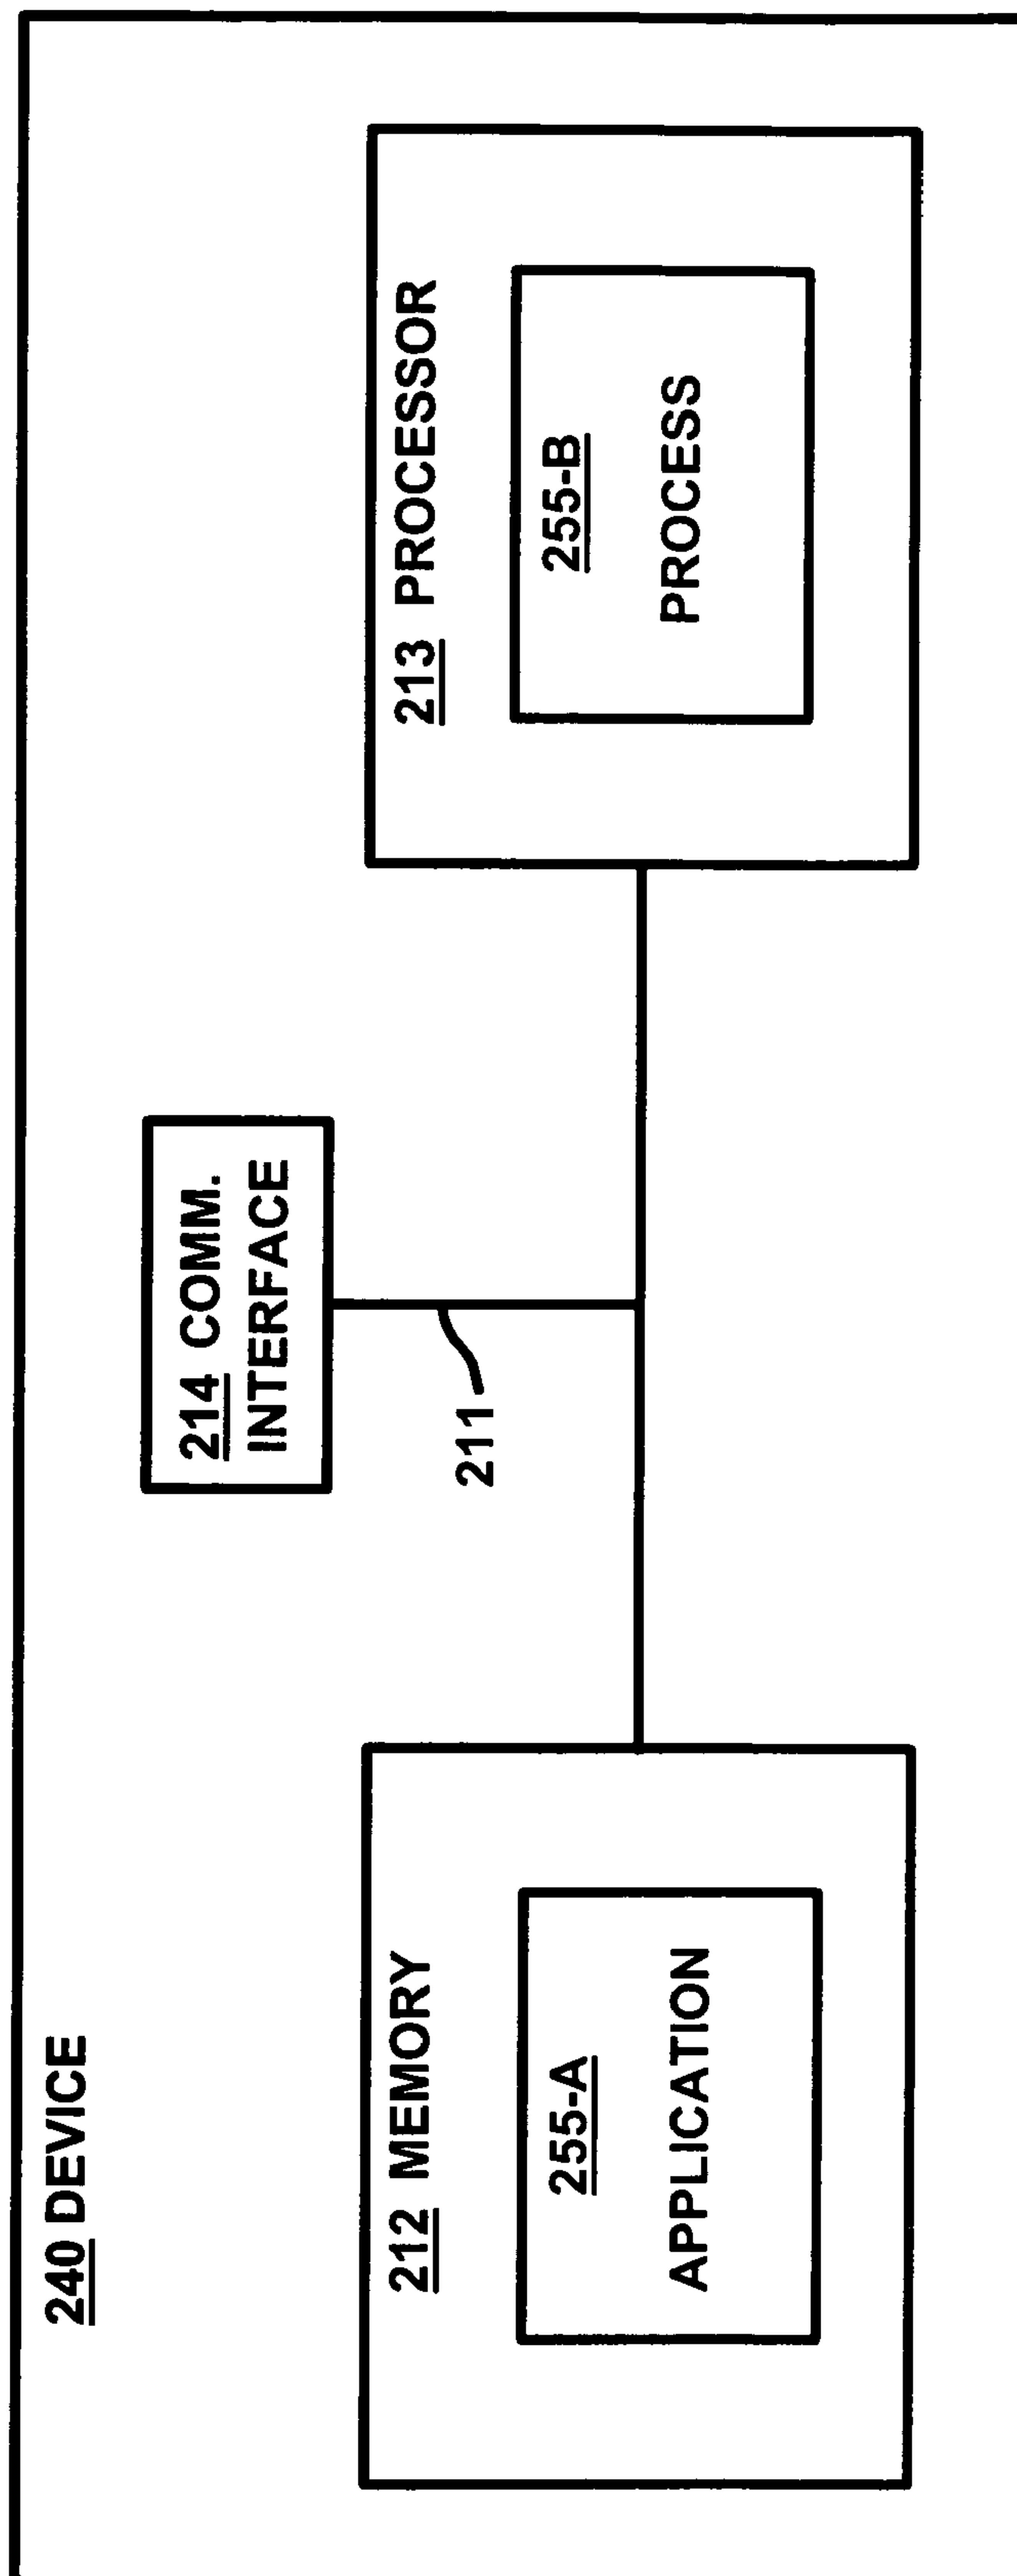 240 DEVICE
214 COMM.
INTERFACE
211
212 MEMORY
255-A
APPLICATION
213 PROCESSOR
255-B
PROCESS